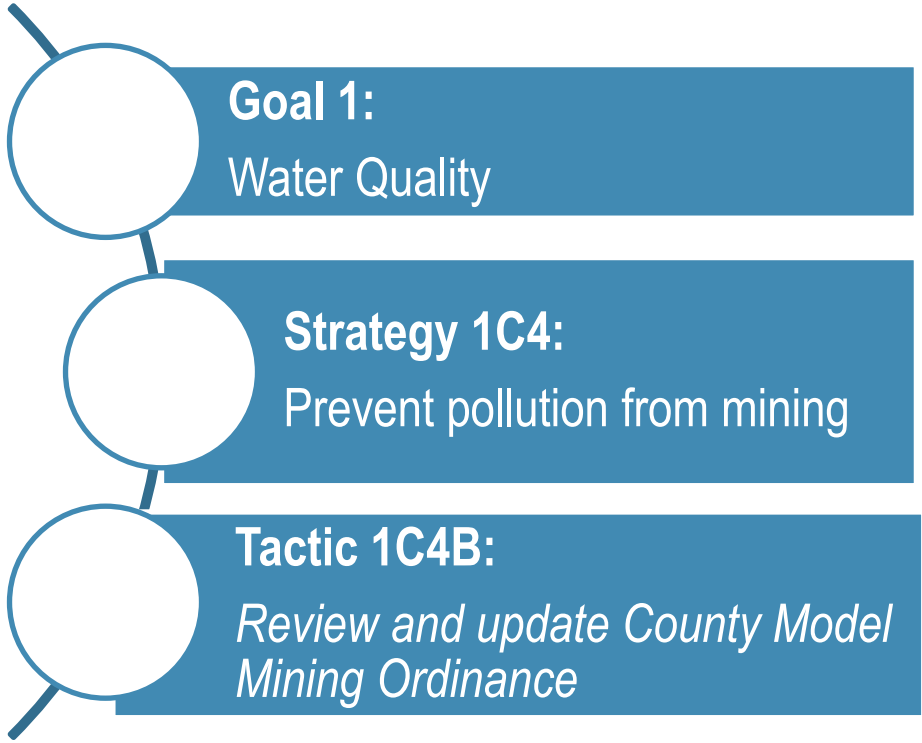 Goal 1:
Water Quality
Strategy 1C4:
Prevent pollution from mining
Tactic 1C4B:
Review and update County Model
Mining Ordinance